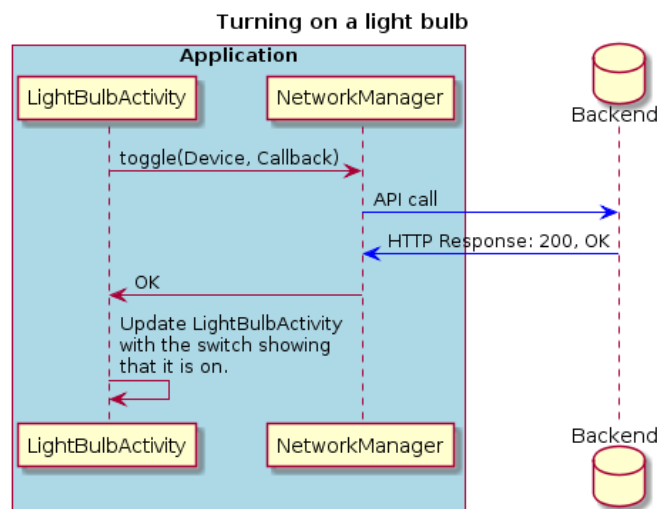 Turning on a light bulb
Application
LightBulbActivity
NetworkManager
Backend
toggle(Device, Callback)
API call
HTTP Response: 200, OK
OK
Update LightBulbActivity
with the switch showing
that it is on.
LightBulbActivity
NetworkManager
Backend